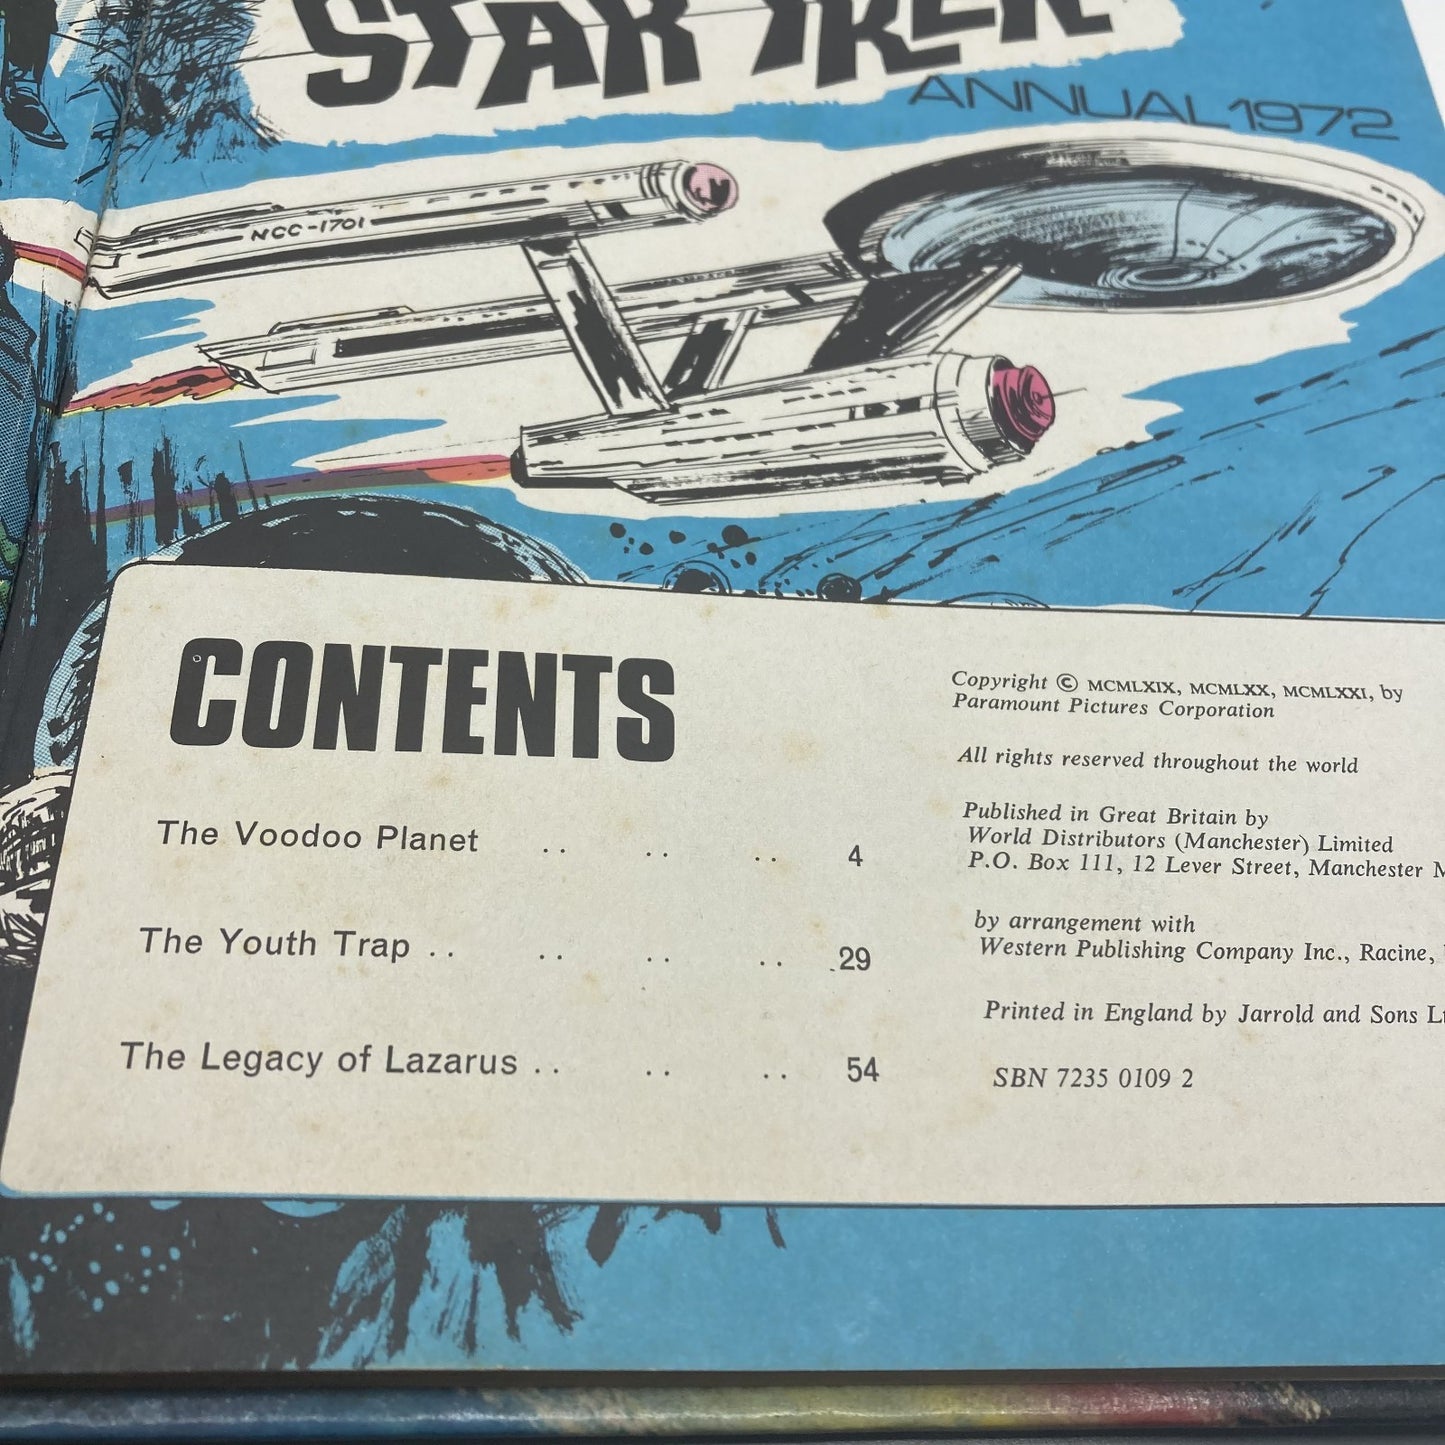 STAR TREK
ANNUAL 1972
NCC-1701
CONTENTS
The Voodoo Planet .. .. .. 4
The Youth Trap .. .. .. .. 29
The Legacy of Lazarus .. .. .. 54
Copyright © MCMLXIX, MCMLXX, MCMLXXI, by
Paramount Pictures Corporation
All rights reserved throughout the world
Published in Great Britain by
World Distributors (Manchester) Limited
P.O. Box 111, 12 Lever Street, Manchester
by arrangement with
Western Publishing Company Inc., Racine,
Printed in England by Jarrold and Sons
SBN 7235 0109 2